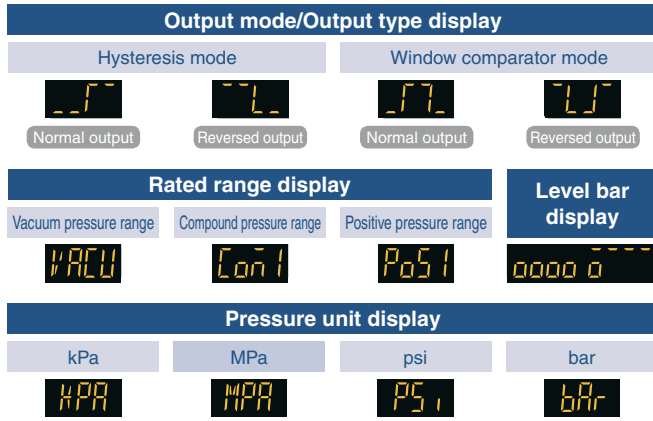 Output mode/Output type display
Hysteresis mode
Window comparator mode
Normal output
Reversed output
Normal output
Reversed output
Rated range display
Level bar
display
Vacuum pressure range
Compound pressure range
Positive pressure range
VACU
Com1
PoS1
Pressure unit display
kPa
MPa
psi
bar
kPA
MPA
PSi
bAr